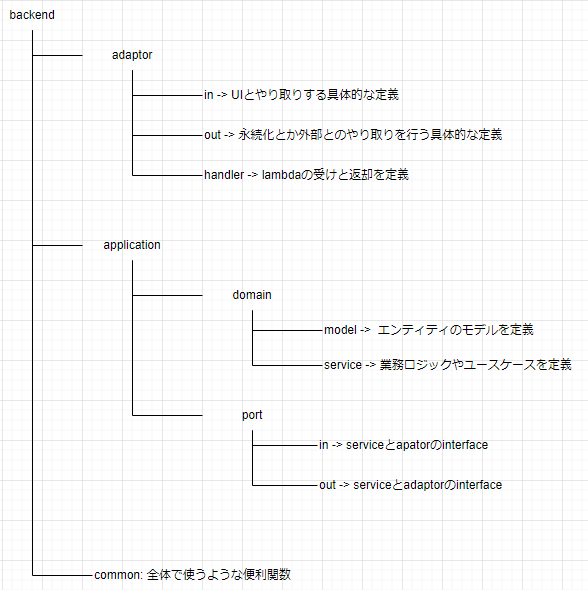 backend
adaptor
in -> UIとやり取りする具体的な定義
out -> 永続化とか外部とのやり取りを行う具体的な定義
handler -> lambdaの受けと返却を定義
application
domain
model -> エンティティのモデルを定義
service -> 業務ロジックやユースケースを定義
port
in -> serviceとapatorのinterface
out -> serviceとadaptorのinterface
common: 全体で使うような便利関数